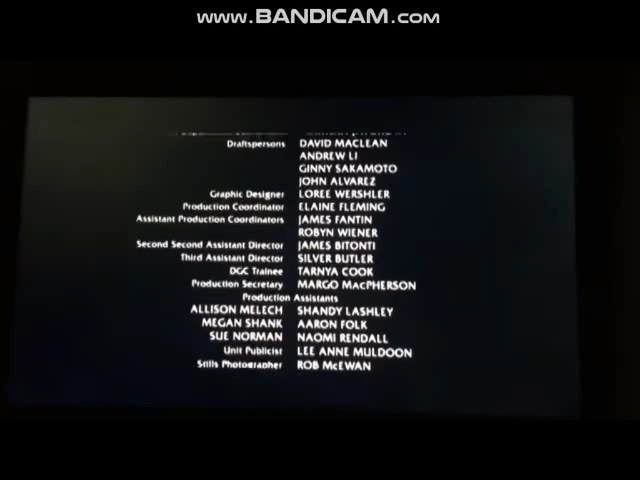 www.BANDICAM.com
Draftspersons DAVID MACLEAN
ANDREW LI
GINNY SAKAMOTO
JOHN ALVAREZ
Graphic Designer LOREE WERSHLER
Production Coordinator ELAINE FLEMING
Assistant Production Coordinators JAMES FANTIN
ROBYN WIENER
Second Second Assistant Director JAMES BITONTI
Third Assistant Director SILVER BUTLER
DGC Trainee TARNYA COOK
Production Secretary MARGO MACPHERSON
Production Assistants
ALLISON MELECH SHANDY LASHLEY
MEGAN SHANK AARON FOLK
SUE NORMAN NAOMI RENDALL
Unit Publicist LEE ANNE MULDOON
Stills Photographer ROB McEWAN